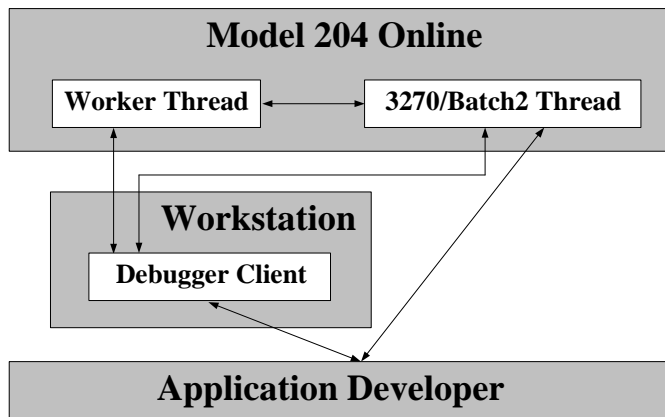 Model 204 Online
Worker Thread
3270/Batch2 Thread
Workstation
Debugger Client
Application Developer